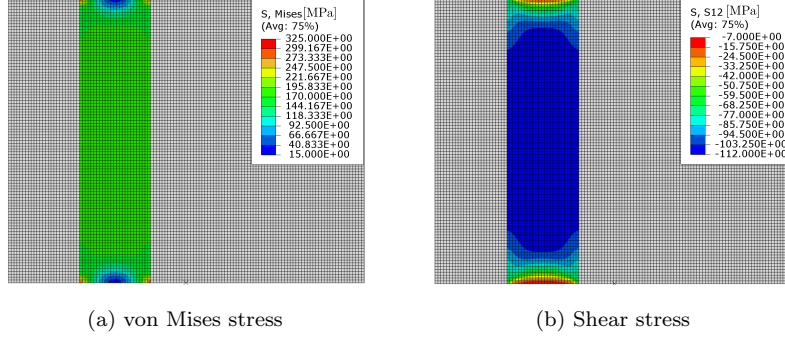 S, Mises[MPa]
(Avg: 75%)
325.000E+00
299.167E+00
273.333E+00
247.500E+00
221.667E+00
195.833E+00
170.000E+00
144.167E+00
118.333E+00
92.500E+00
66.667E+00
40.833E+00
15.000E+00
S, S12 [MPa]
(Avg: 75%)
-7.000E+00
-15.750E+00
-24.500E+00
-33.250E+00
-42.000E+00
-50.750E+00
-59.500E+00
-68.250E+00
-77.000E+00
-85.750E+00
-94.500E+00
-103.250E+00
-112.000E+00
(a) von Mises stress
(b) Shear stress